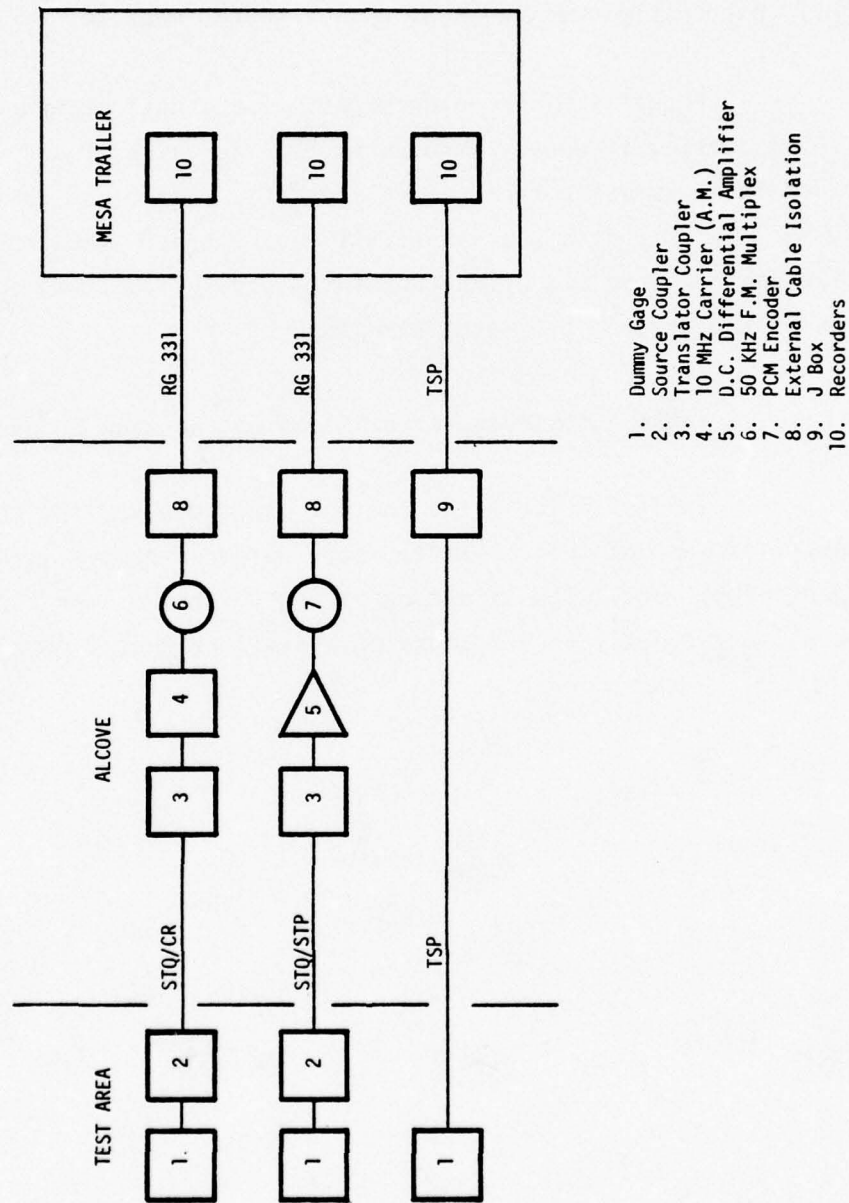 TEST AREA
ALCOVE
MESA TRAILER
1
2
STQ/CR
3
4
6
8
RG 331
10
1
2
STQ/STP
3
5
7
8
RG 331
10
1
TSP
9
TSP
10
1. Dummy Gage
2. Source Coupler
3. Translator Coupler
4. 10 MHz Carrier (A.M.)
5. D.C. Differential Amplifier
6. 50 KHz F.M. Multiplex
7. PCM Encoder
8. External Cable Isolation
9. J Box
10. Recorders